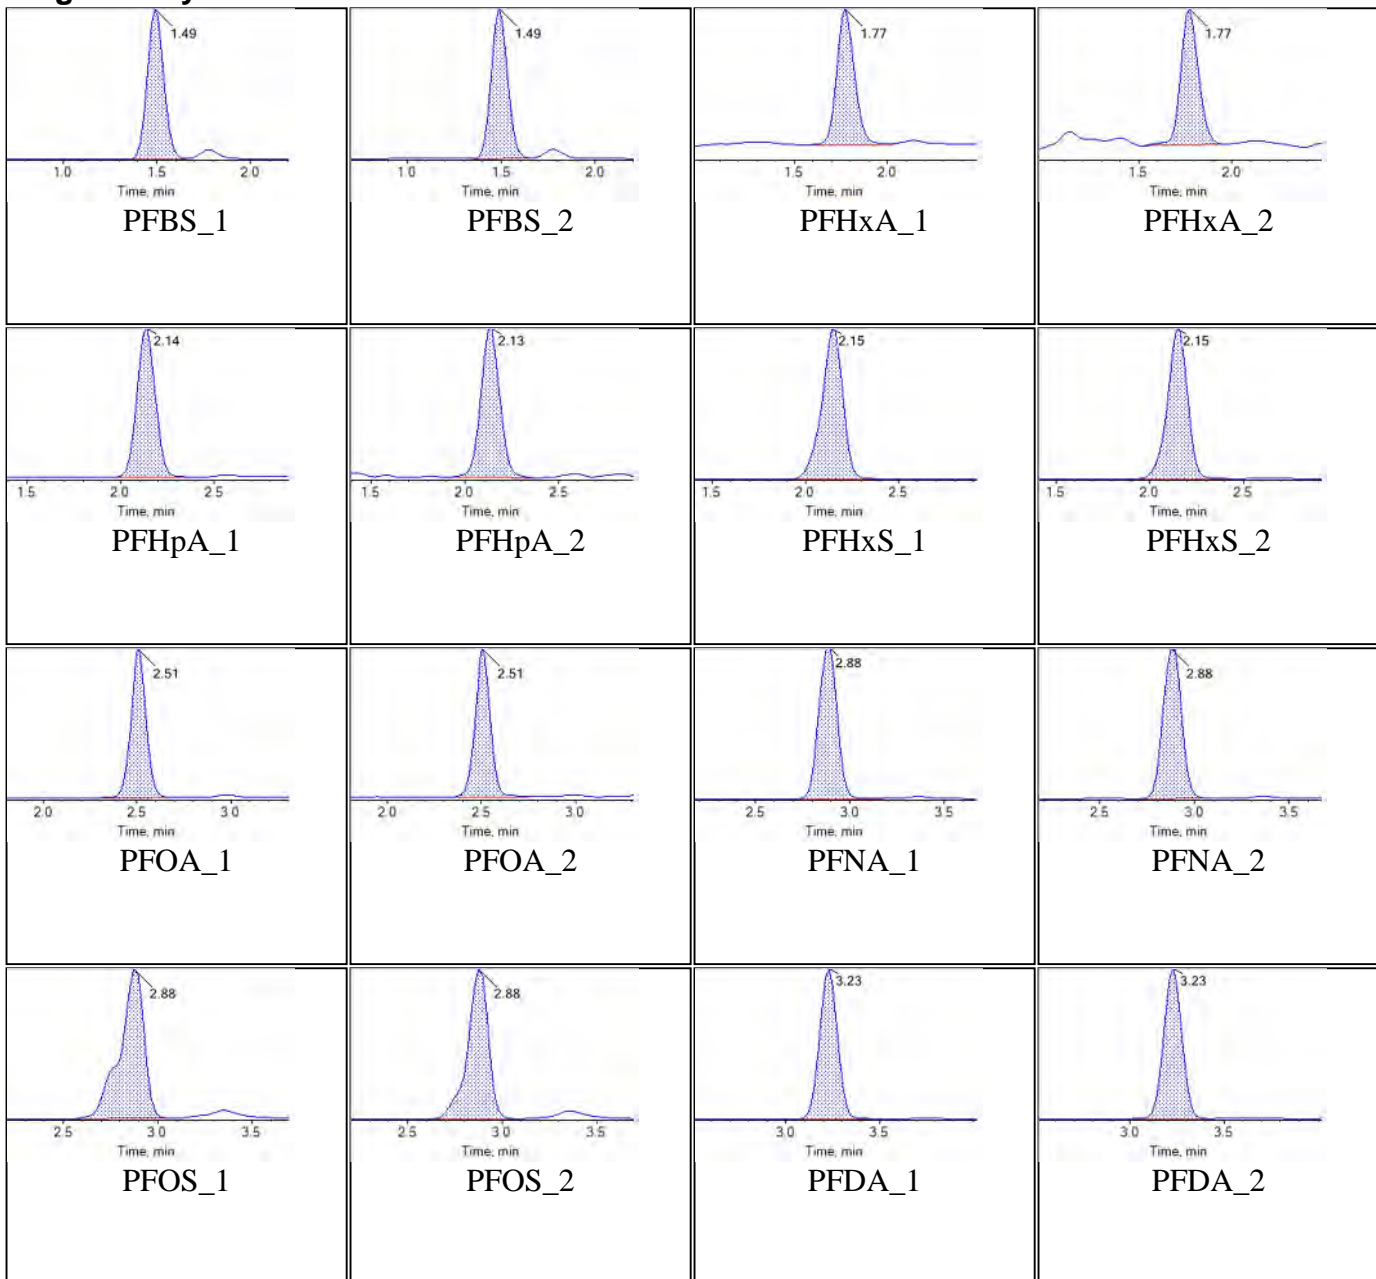 1.49 1.49 1.77 1.77
1.0 1.5 2.0 1.0 1.5 2.0 1.5 2.0 1.5 2.0
Time, min Time, min Time, min Time, min
PFBS_1 PFBS_2 PFHxA_1 PFHxA_2
2.14 2.13 2.15 2.15
1.5 2.0 2.5 1.5 2.0 2.5 1.5 2.0 2.5 1.5 2.0 2.5
Time, min Time, min Time, min Time, min
PFHpA_1 PFHpA_2 PFHxS_1 PFHxS_2
2.51 2.51 2.88 2.88
2.0 2.5 3.0 2.0 2.5 3.0 2.5 3.0 3.5 2.5 3.0 3.5
Time, min Time, min Time, min Time, min
PFOA_1 PFOA_2 PFNA_1 PFNA_2
2.88 2.88 3.23 3.23
2.5 3.0 3.5 2.5 3.0 3.5 3.0 3.5 3.0 3.5
Time, min Time, min Time, min Time, min
PFOS_1 PFOS_2 PFDA_1 PFDA_2